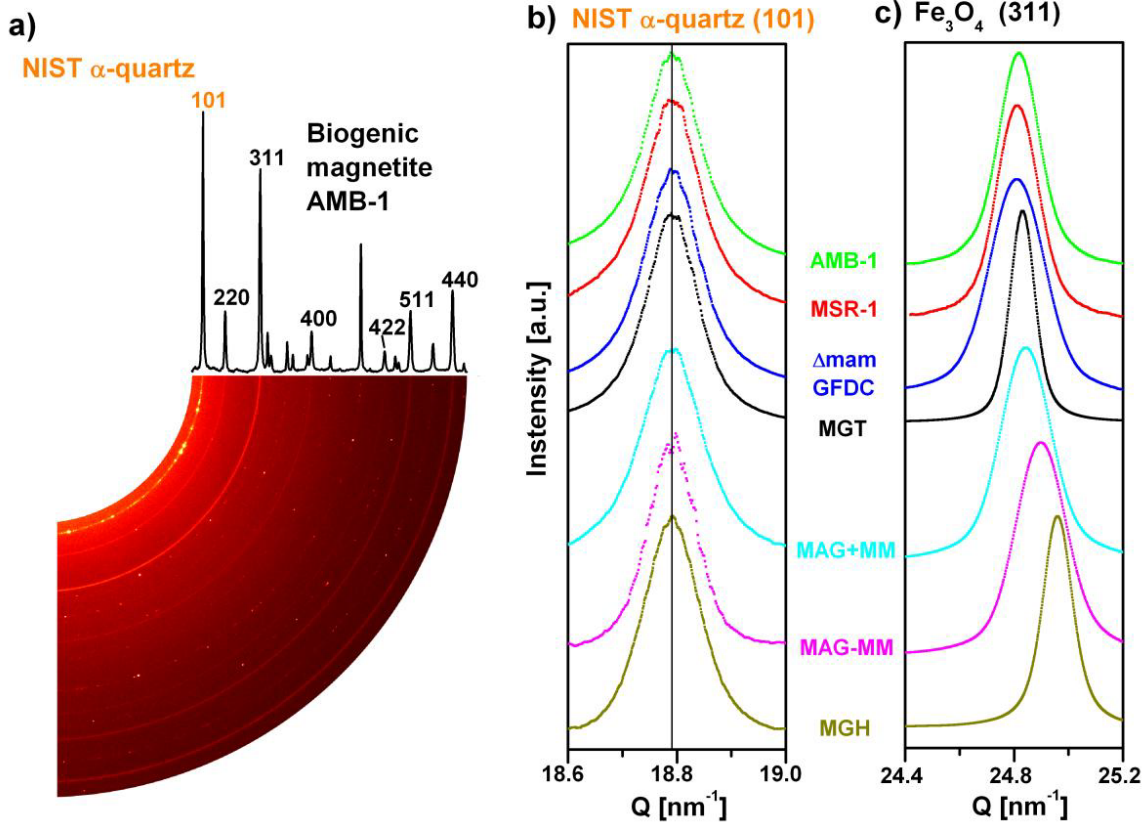 a)
NIST α-quartz
101
311
Biogenic
magnetite
AMB-1
220
400
422
511
440
b)
NIST α-quartz (101)
Instensity [a.u.]
18.6 18.8 19.0
Q [nm⁻¹]
AMB-1
MSR-1
Δmam
GFDC
MGT
MAG+MM
MAG-MM
MGH
c)
Fe₃O₄ (311)
24.4 24.8 25.2
Q [nm⁻¹]